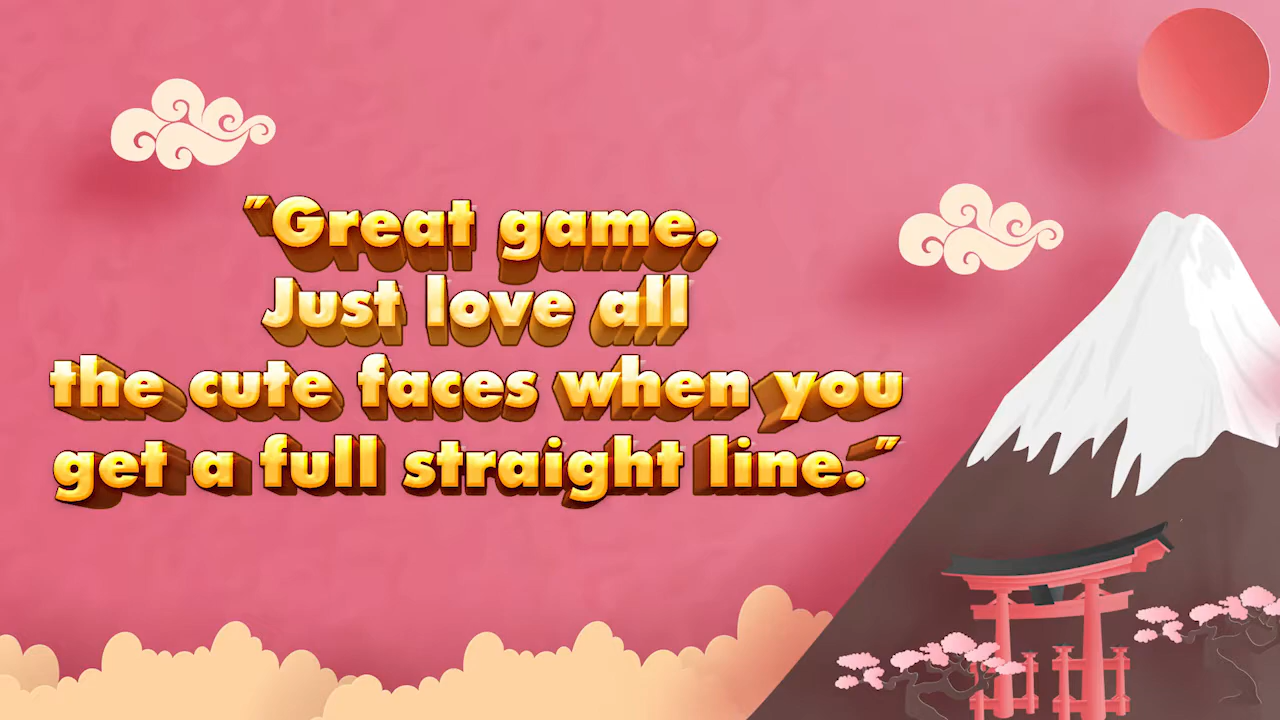 "Great game.
Just love all
the cute faces when you
get a full straight line."